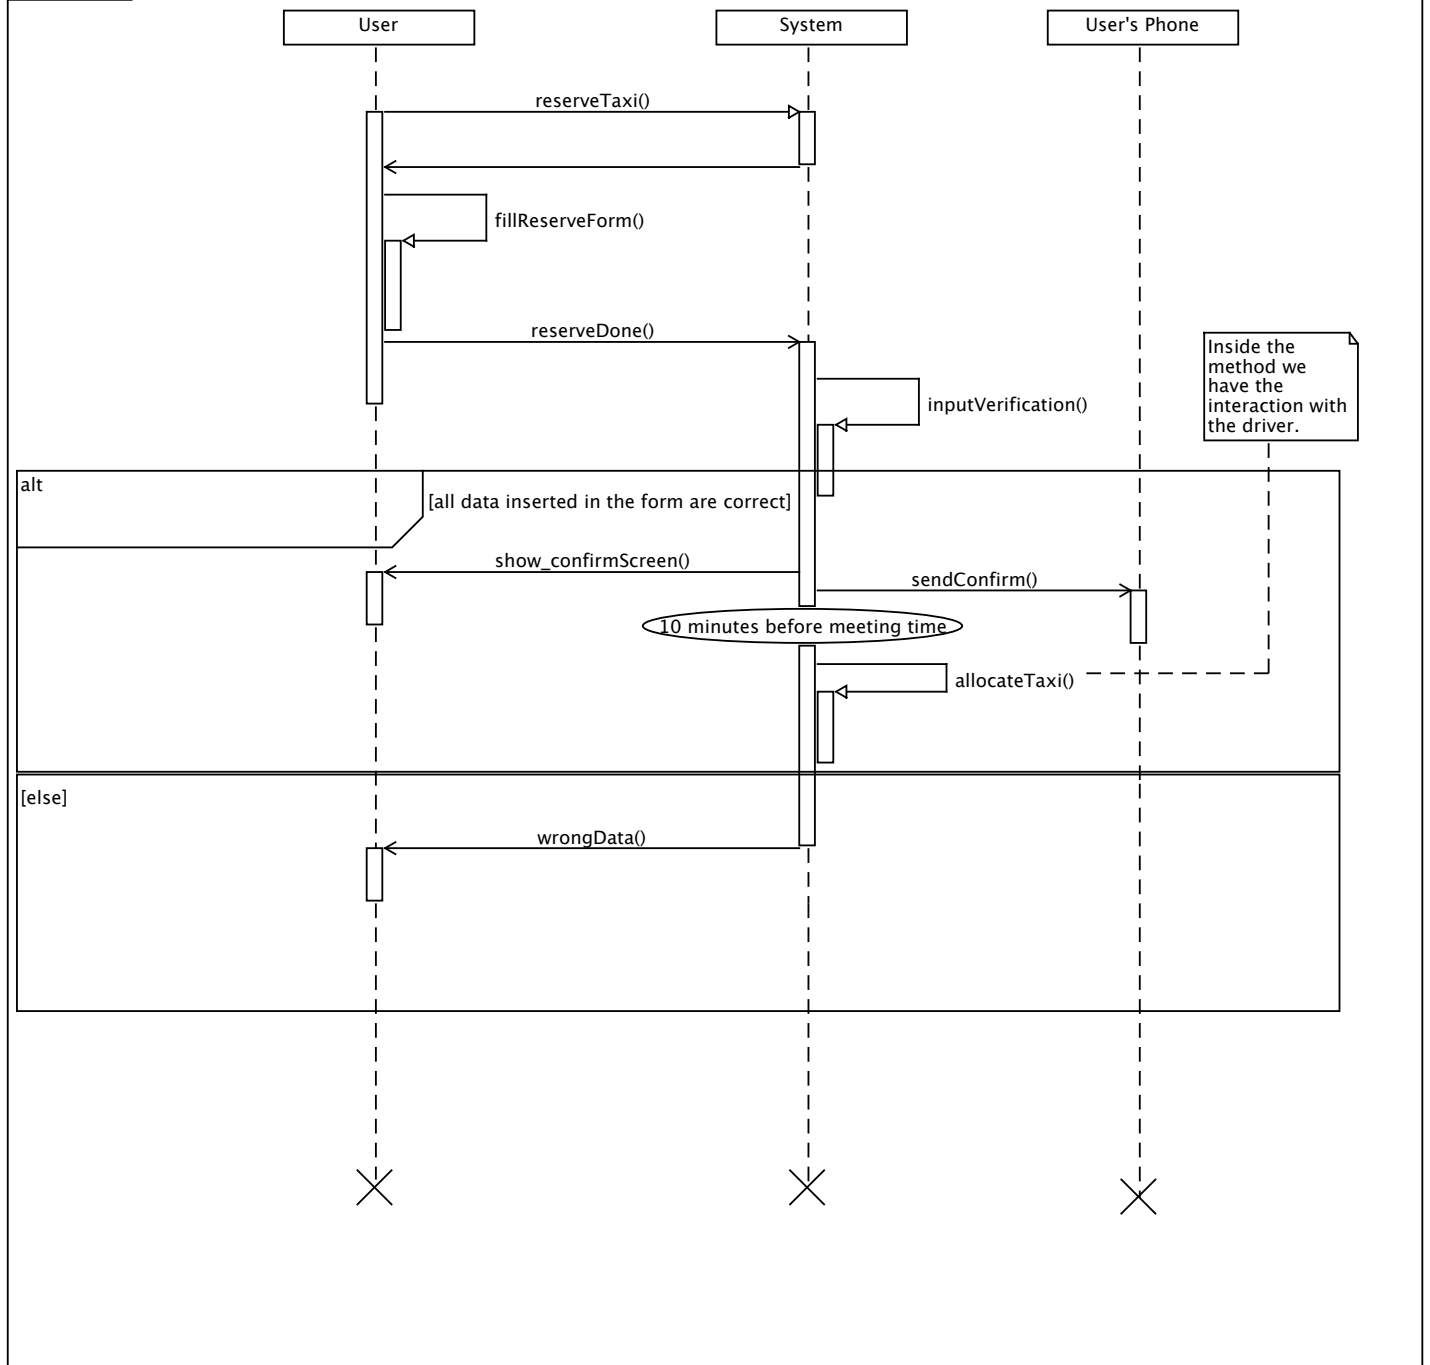 User
System
User's Phone
reserveTaxi()
fillReserveForm()
reserveDone()
Inside the
method we
have the
interaction with
the driver.
inputVerification()
alt
[all data inserted in the form are correct]
show_confirmScreen()
sendConfirm()
10 minutes before meeting time
allocateTaxi()
[else]
wrongData()